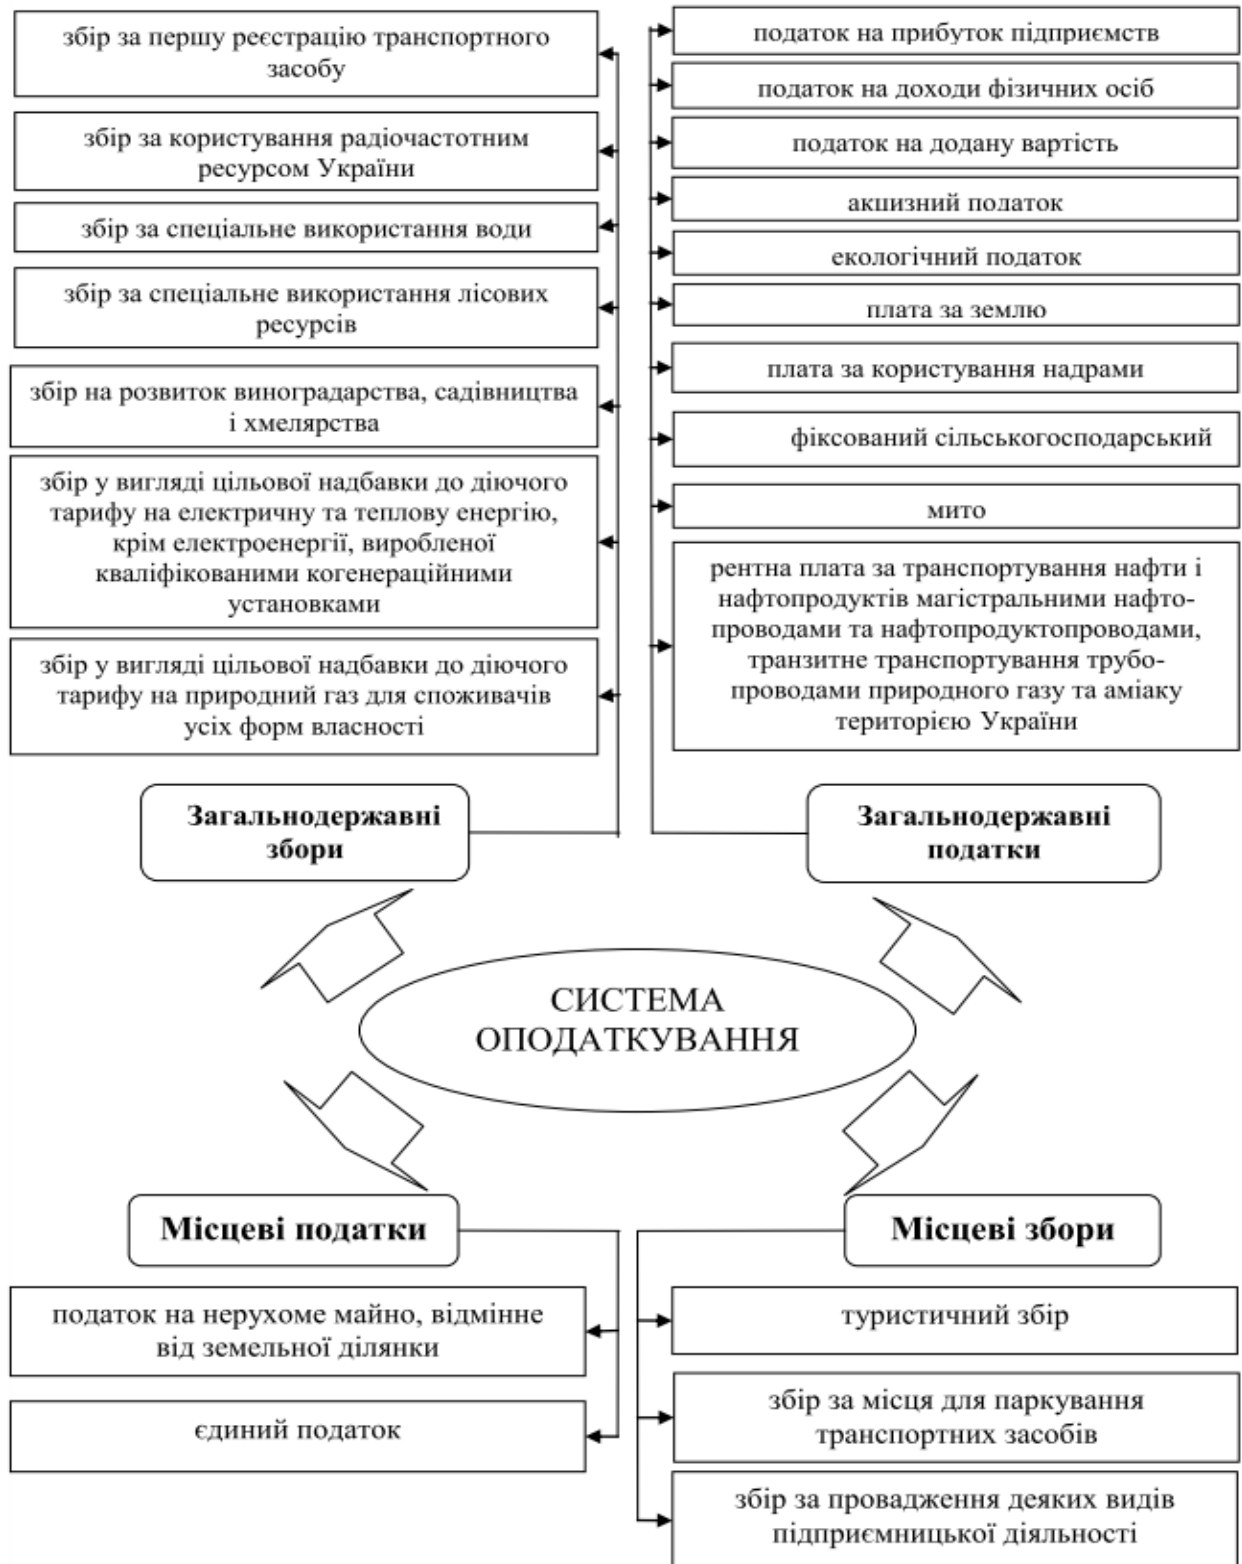 збір за першу реєстрацію транспортного
засобу
збір за користування радіочастотним
ресурсом України
збір за спеціальне використання води
збір за спеціальне використання лісових
ресурсів
збір на розвиток виноградарства, садівництва
і хмелярства
збір у вигляді цільової надбавки до діючого
тарифу на електричну та теплову енергію,
крім електроенергії, виробленої
кваліфікованими когенераційними
установками
збір у вигляді цільової надбавки до діючого
тарифу на природний газ для споживачів
усіх форм власності
Загальнодержавні
збори
податок на прибуток підприємств
податок на доходи фізичних осіб
податок на додану вартість
акцизний податок
екологічний податок
плата за землю
плата за користування надрами
фіксований сільськогосподарський
мито
рентна плата за транспортування нафти і
нафтопродуктів магістральними нафто-
проводами та нафтопродуктопроводами,
транзитне транспортування трубо-
проводами природного газу та аміаку
територією України
Загальнодержавні
податки
СИСТЕМА
ОПОДАТКУВАННЯ
Місцеві податки
податок на нерухоме майно, відмінне
від земельної ділянки
єдиний податок
Місцеві збори
туристичний збір
збір за місця для паркування
транспортних засобів
збір за провадження деяких видів
підприємницької діяльності